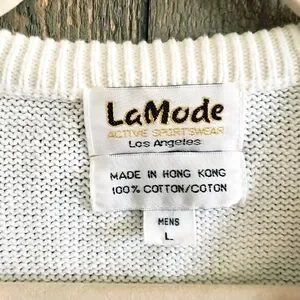 LaMode
ACTIVE SPORTSWEAR
Los Angeles
MADE IN HONG KONG
100% COTTON/COTON
MENS
L